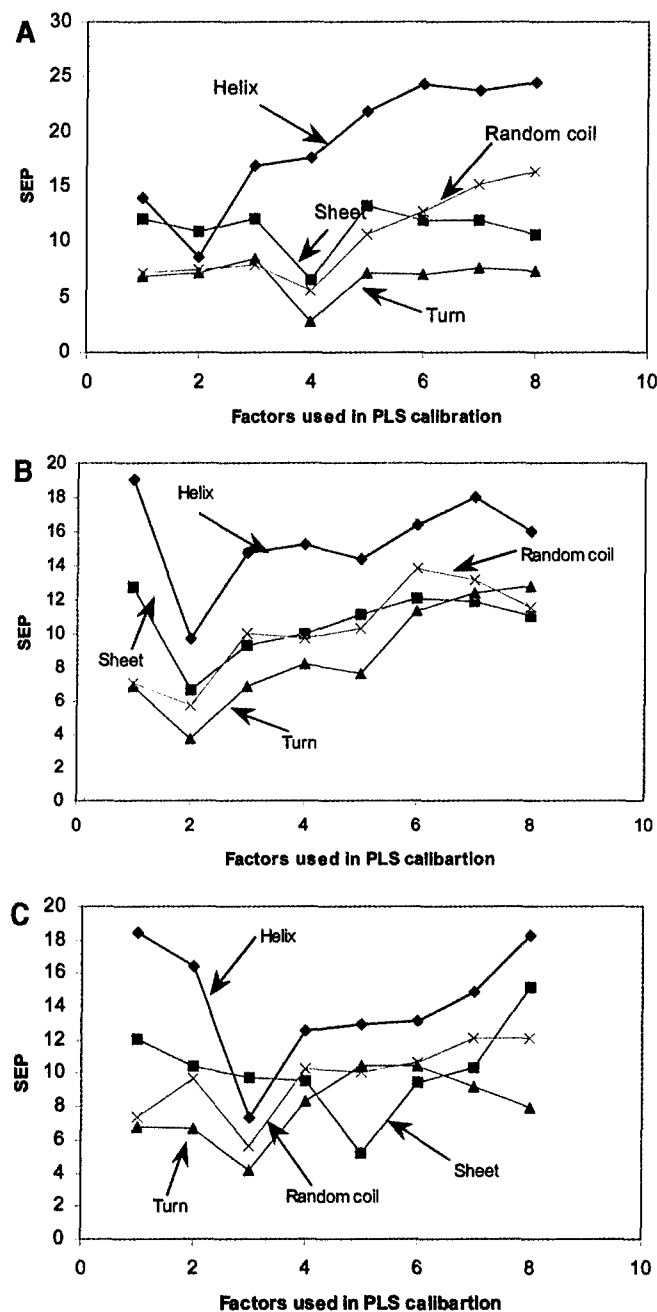 A
30
25
20
15
10
5
0
SEP
Helix
Random coil
Sheet
Turn
0 2 4 6 8 10
Factors used in PLS calibration
B
20
18
16
14
12
10
8
6
4
2
0
SEP
Helix
Random coil
Sheet
Turn
0 2 4 6 8 10
Factors used in PLS calibartion
C
20
18
16
14
12
10
8
6
4
2
0
SEP
Helix
Sheet
Random coil
Turn
0 2 4 6 8 10
Factors used in PLS calibartion